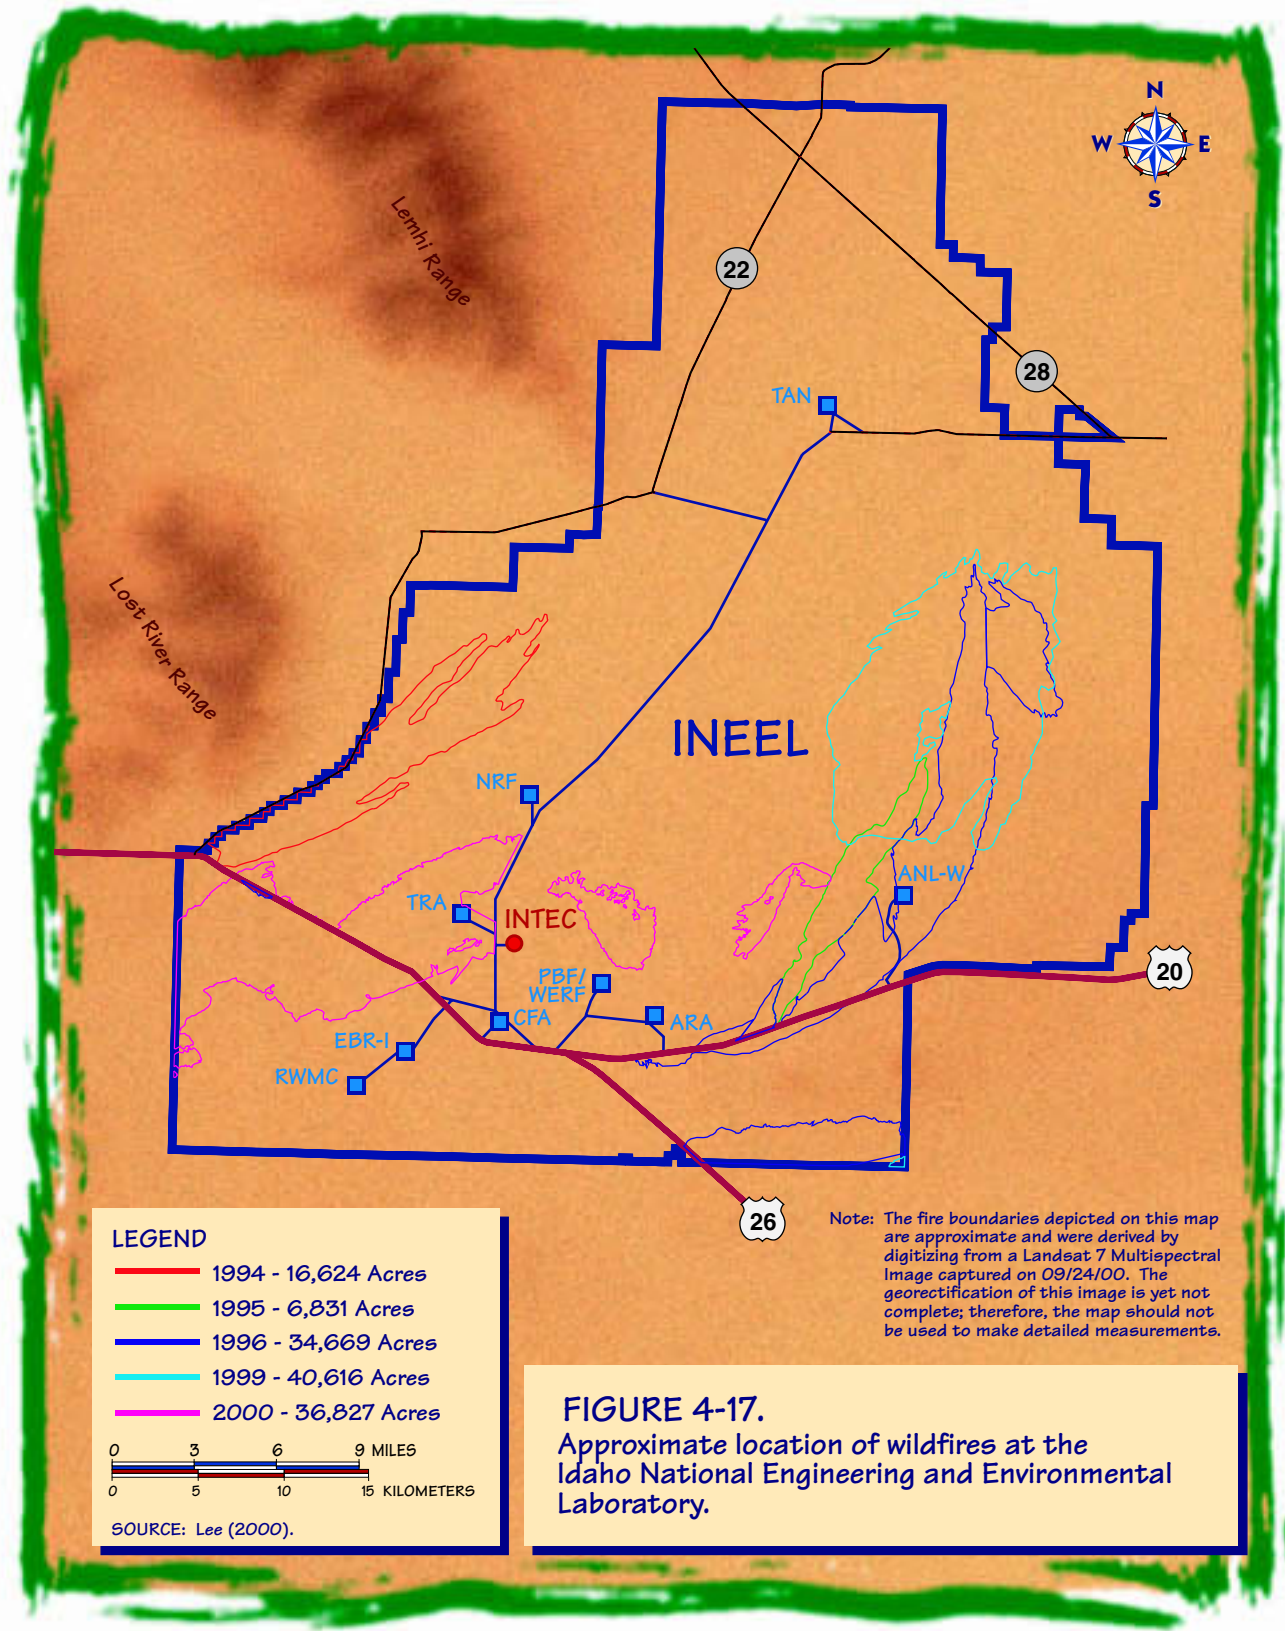 N
W E
S
Lemhi Range
22
28
TAN
Lost River Range
INEEL
NRF
ANL-W
TRA
INTEC
PBF/
WERF
20
CFA
ARA
EBR-I
RWMC
26
Note: The fire boundaries depicted on this map
are approximate and were derived by
digitizing from a Landsat 7 Multispectral
Image captured on 09/24/00. The
georectification of this image is yet not
complete; therefore, the map should not
be used to make detailed measurements.
LEGEND
1994 - 16,624 Acres
1995 - 6,831 Acres
1996 - 34,669 Acres
1999 - 40,616 Acres
2000 - 36,827 Acres
0 3 6 9 MILES
0 5 10 15 KILOMETERS
SOURCE: Lee (2000).
FIGURE 4-17.
Approximate location of wildfires at the
Idaho National Engineering and Environmental
Laboratory.